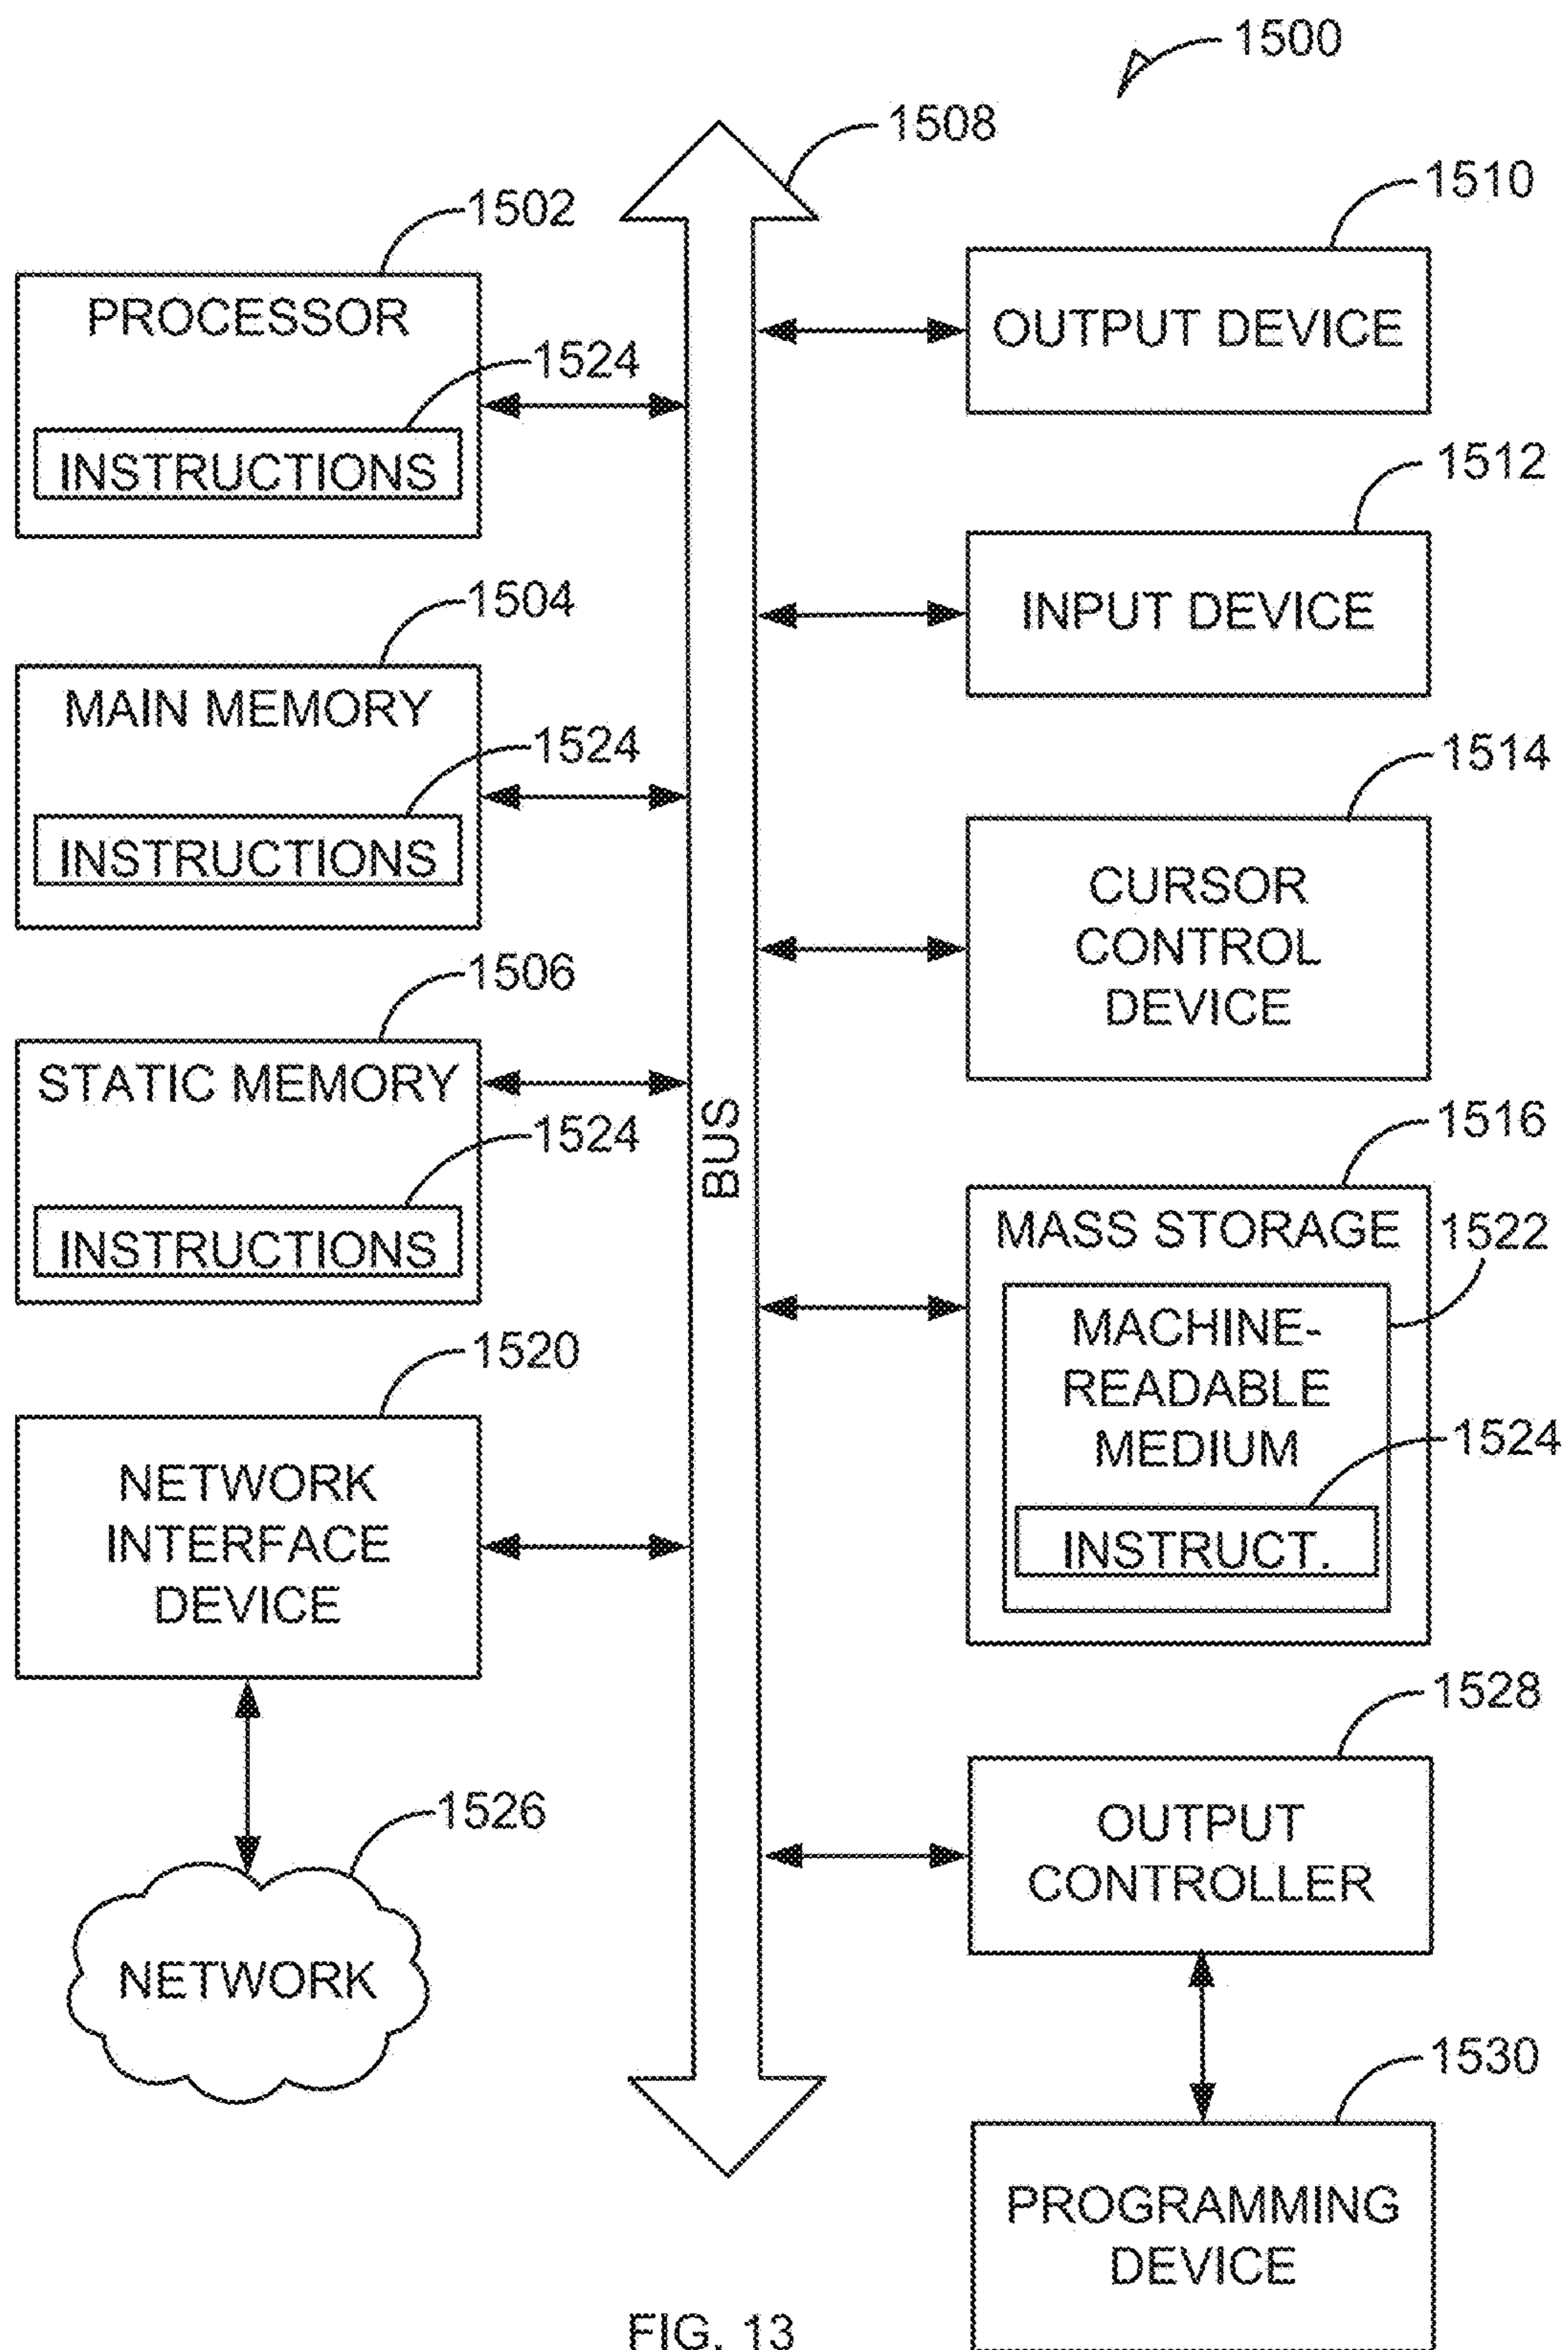 1500
1508
1502
PROCESSOR
1524
INSTRUCTIONS
1504
MAIN MEMORY
1524
INSTRUCTIONS
1506
STATIC MEMORY
1524
INSTRUCTIONS
1520
NETWORK
INTERFACE
DEVICE
1526
NETWORK
BUS
1510
OUTPUT DEVICE
1512
INPUT DEVICE
1514
CURSOR
CONTROL
DEVICE
1516
MASS STORAGE
1522
MACHINE-
READABLE
MEDIUM
1524
INSTRUCT.
1528
OUTPUT
CONTROLLER
1530
PROGRAMMING
DEVICE
FIG. 13